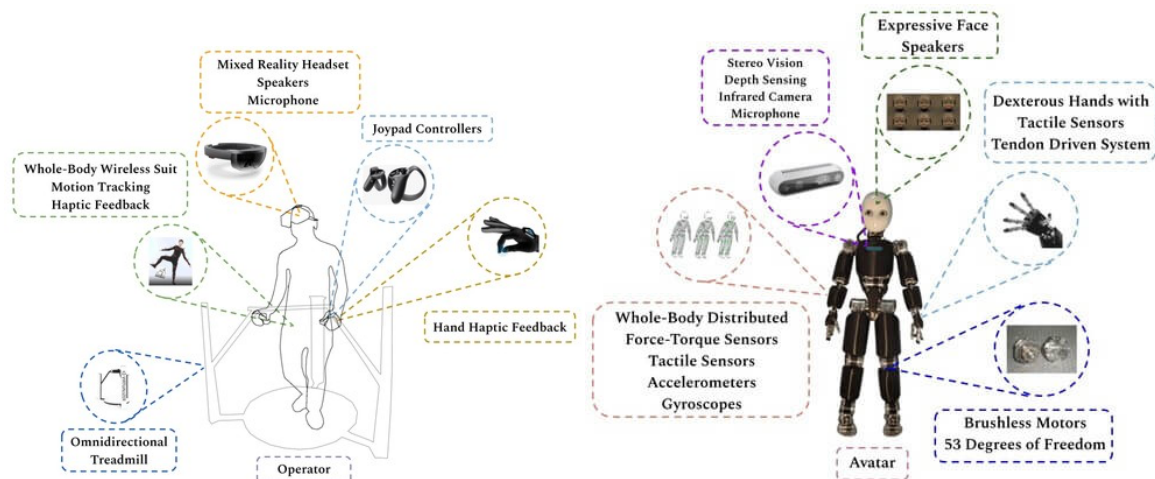 Mixed Reality Headset
Speakers
Microphone
Joypad Controllers
Whole-Body Wireless Suit
Motion Tracking
Haptic Feedback
Hand Haptic Feedback
Omnidirectional
Treadmill
Operator
Expressive Face
Speakers
Stereo Vision
Depth Sensing
Infrared Camera
Microphone
Dexterous Hands with
Tactile Sensors
Tendon Driven System
Whole-Body Distributed
Force-Torque Sensors
Tactile Sensors
Accelerometers
Gyroscopes
Brushless Motors
53 Degrees of Freedom
Avatar